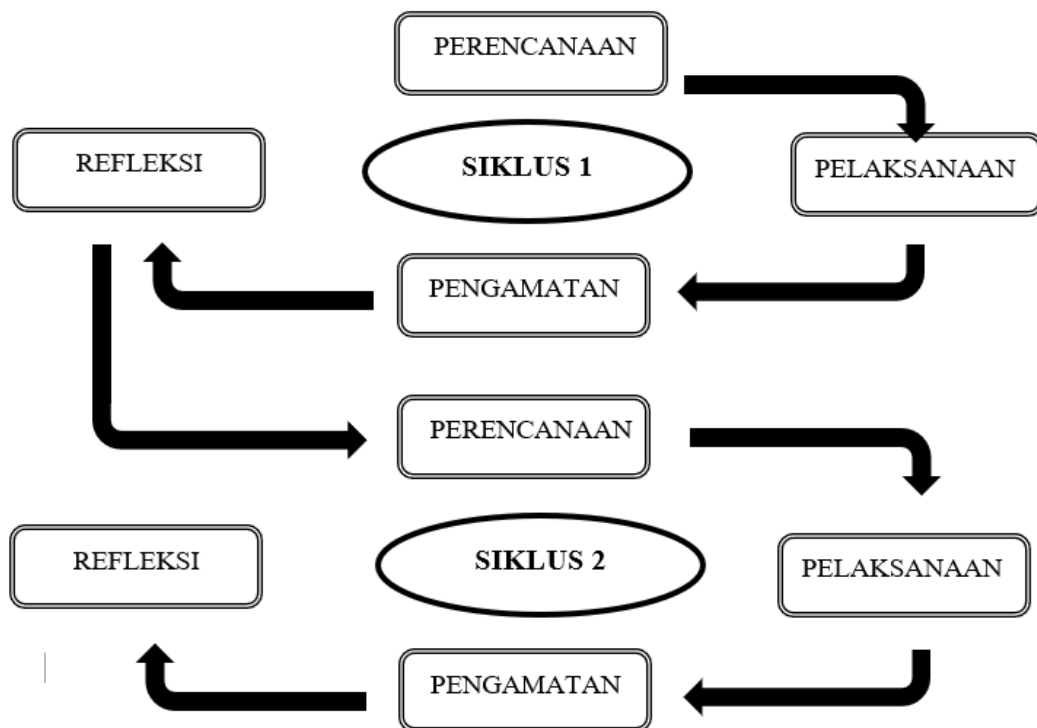 PERENCANAAN
REFLEKSI
SIKLUS 1
PELAKSANAAN
PENGAMATAN
PERENCANAAN
REFLEKSI
SIKLUS 2
PELAKSANAAN
PENGAMATAN